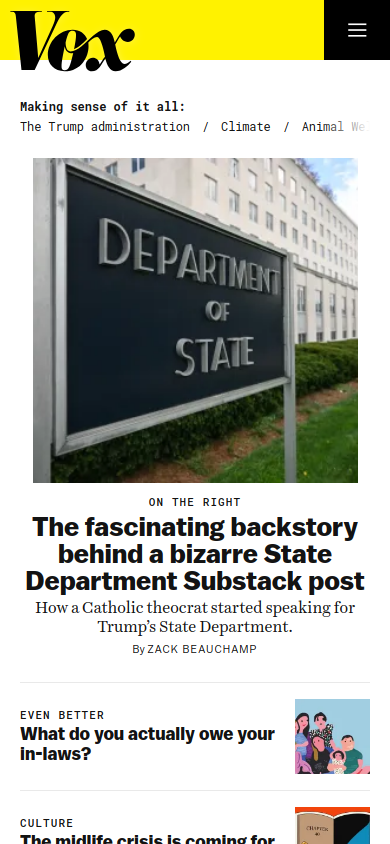 Vox
Making sense of it all:
The Trump administration / Climate / Animal We
DEPARTMENT
OF
STATE
ON THE RIGHT
The fascinating backstory
behind a bizarre State
Department Substack post
How a Catholic theocrat started speaking for
Trump’s State Department.
By ZACK BEAUCHAMP
EVEN BETTER
What do you actually owe your
in-laws?
CULTURE
The midlife crisis is coming for